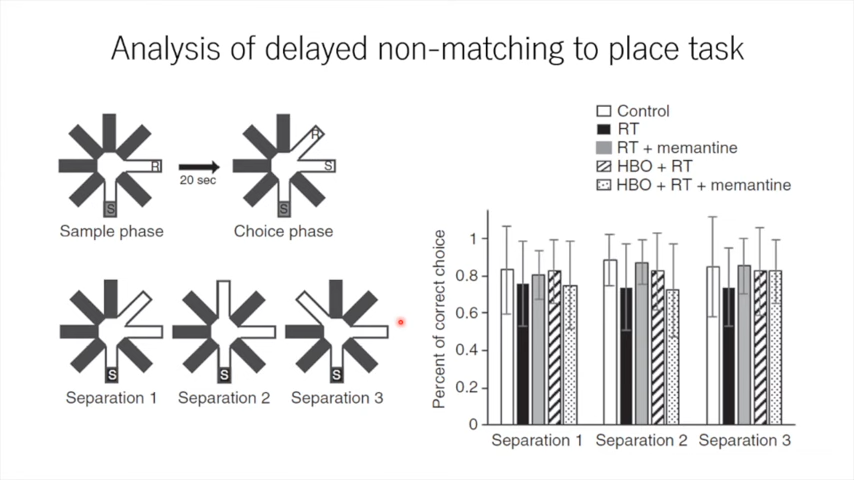 Analysis of delayed non-matching to place task
R
S
20 sec
R
S
S
Sample phase
Choice phase
S
S
S
Separation 1
Separation 2
Separation 3
Control
RT
RT + memantine
HBO + RT
HBO + RT + memantine
Percent of correct choice
1
0.8
0.6
0.4
0.2
0
Separation 1
Separation 2
Separation 3